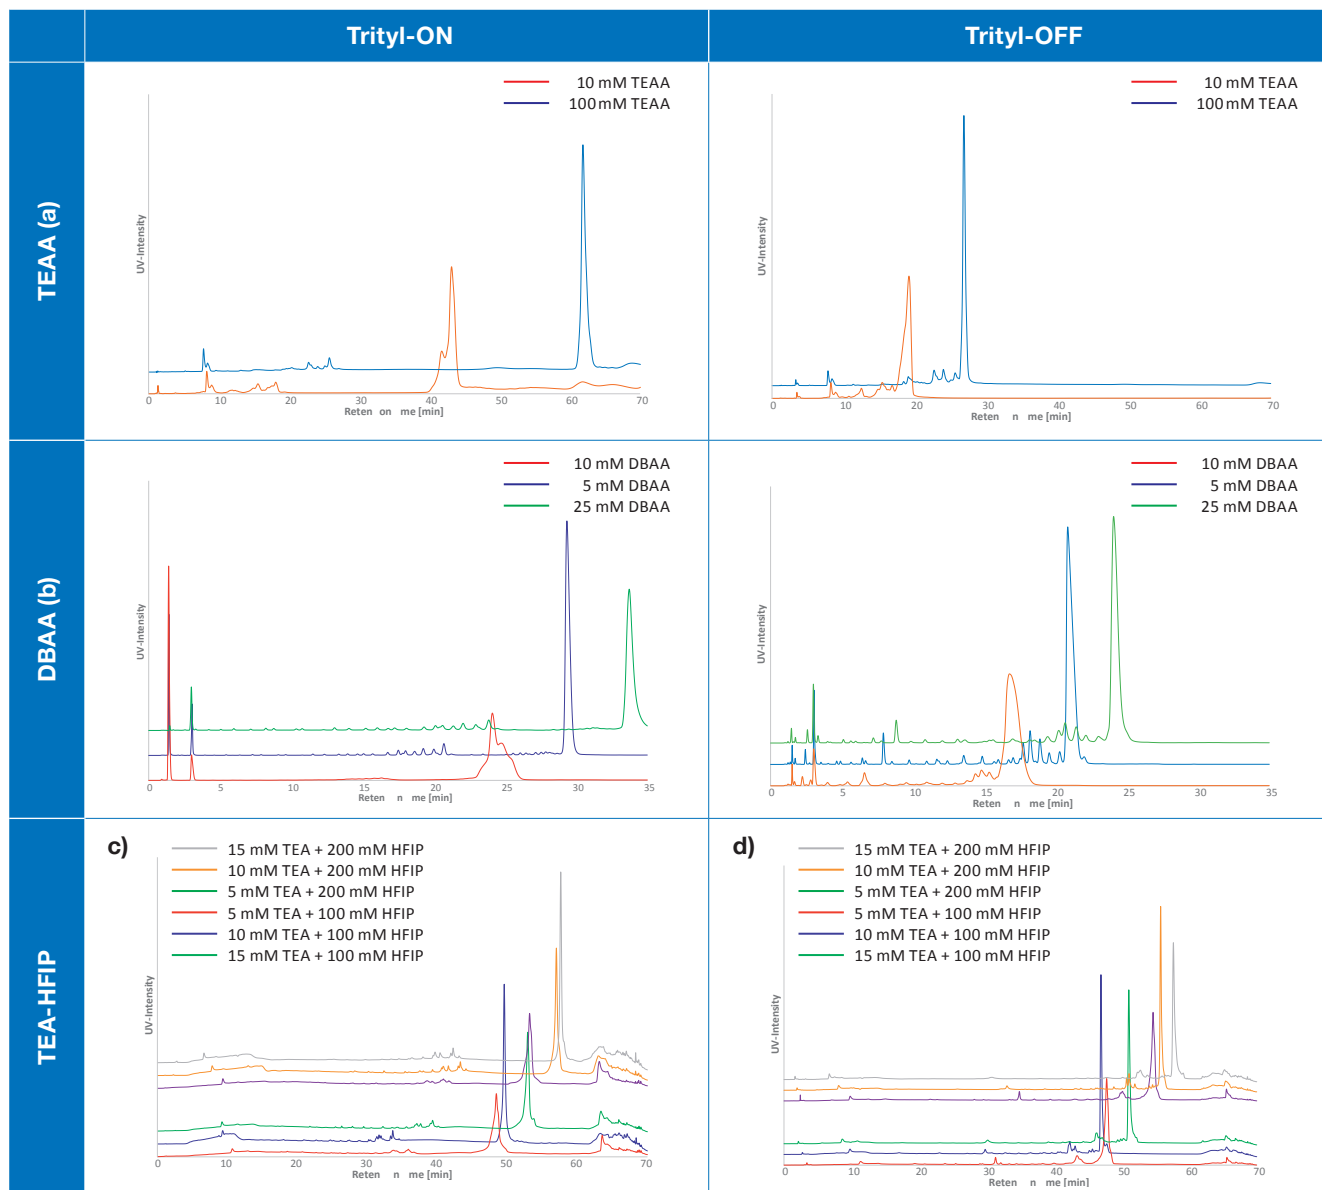 Trityl-ON
Trityl-OFF
TEAA (a)
10 mM TEAA
100 mM TEAA
UV-Intensity
0 10 20 30 40 50 60 70
Reten on me [min]
10 mM TEAA
100 mM TEAA
UV-Intensity
0 10 20 30 40 50 60 70
Reten n me [min]
DBAA (b)
10 mM DBAA
5 mM DBAA
25 mM DBAA
UV-Intensity
0 5 10 15 20 25 30 35
Reten n me [min]
10 mM DBAA
5 mM DBAA
25 mM DBAA
UV-Intensity
0 5 10 15 20 25 30 35
Reten n me [min]
TEA-HFIP
c)
15 mM TEA + 200 mM HFIP
10 mM TEA + 200 mM HFIP
5 mM TEA + 200 mM HFIP
5 mM TEA + 100 mM HFIP
10 mM TEA + 100 mM HFIP
15 mM TEA + 100 mM HFIP
UV-Intensity
0 10 20 30 40 50 60 70
Reten n me [min]
d)
15 mM TEA + 200 mM HFIP
10 mM TEA + 200 mM HFIP
5 mM TEA + 200 mM HFIP
5 mM TEA + 100 mM HFIP
10 mM TEA + 100 mM HFIP
15 mM TEA + 100 mM HFIP
UV-Intensity
0 10 20 30 40 50 60 70
Reten n me [min]